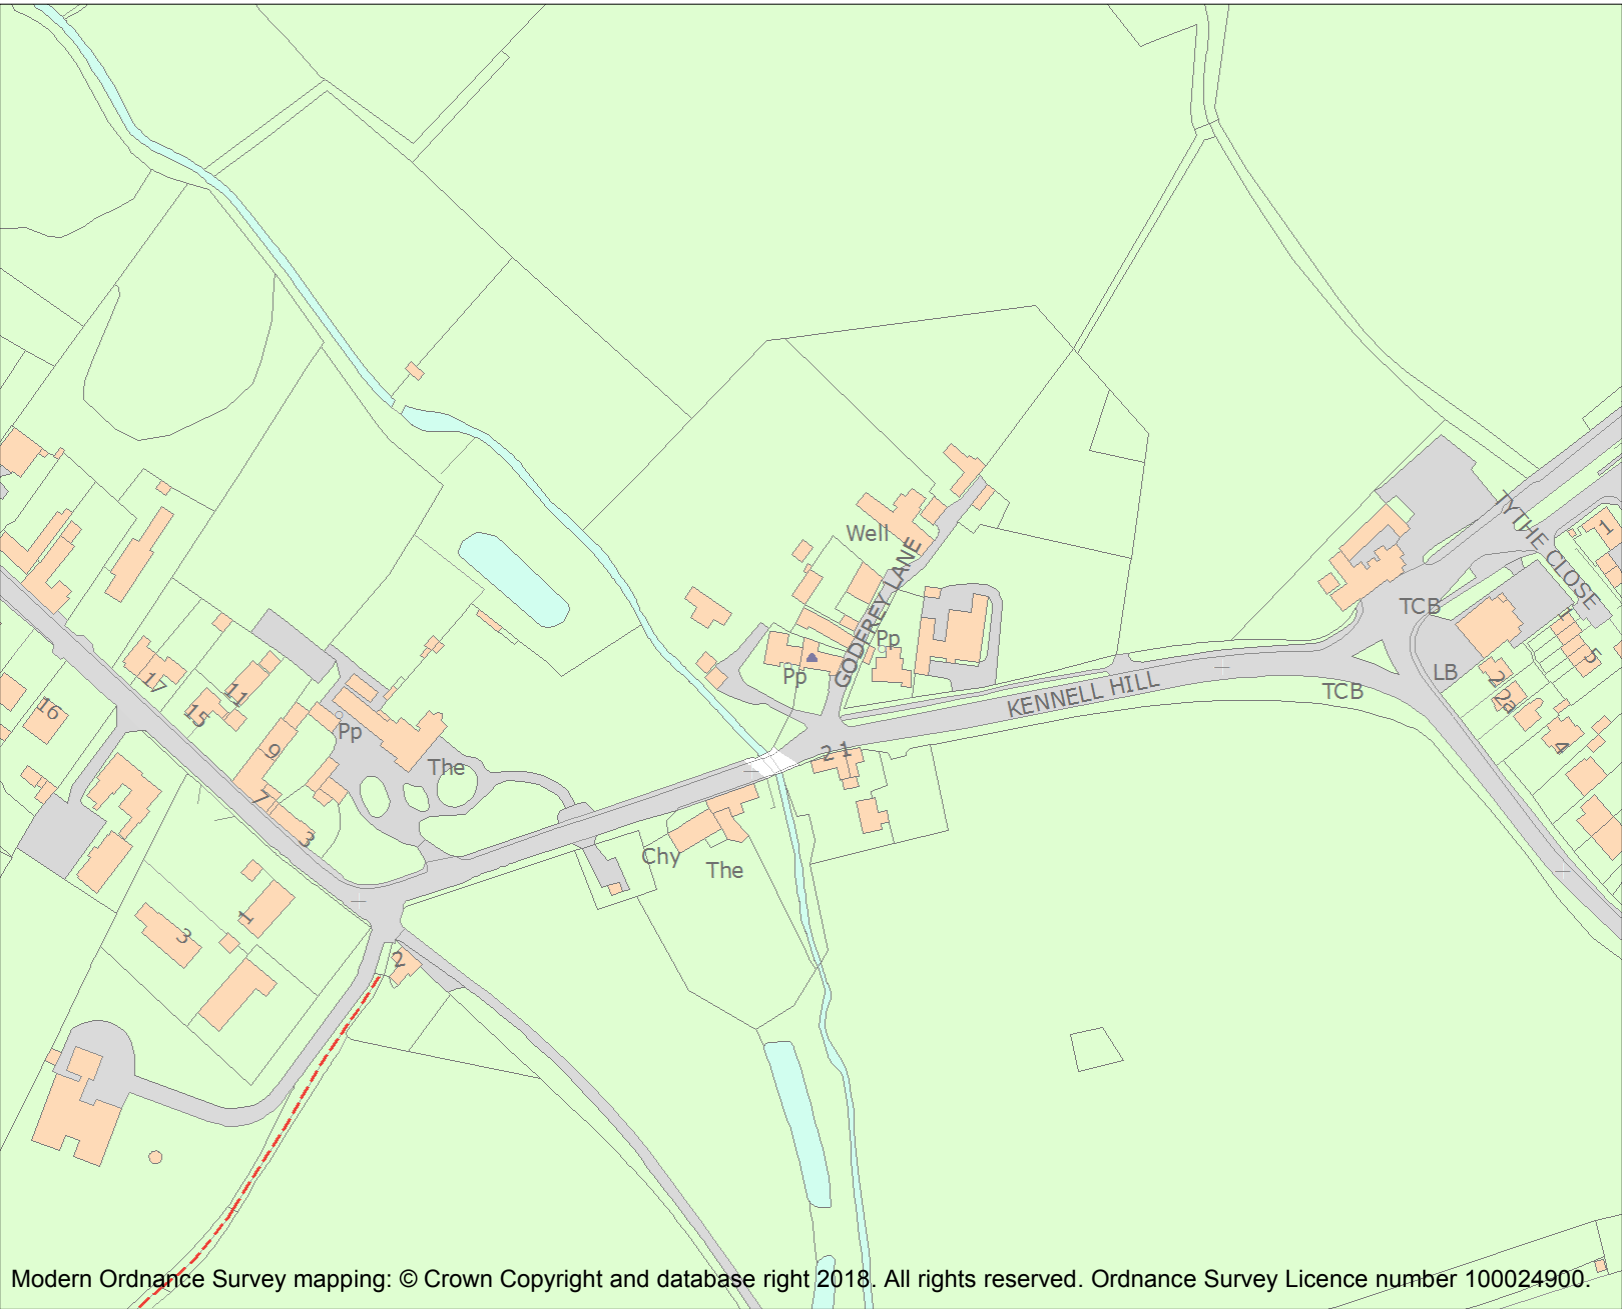 TYTHE CLOSE
1
Well
GODFREY LANE
TCB
1
Pp
5
Pp
LB
17
11
TCB
2
KENNELL HILL
2a
16
15
Pp
9
2 1
4
The
7
3
Chy
The
1
3
2
Modern Ordnance Survey mapping: © Crown Copyright and database right 2018. All rights reserved. Ordnance Survey Licence number 100024900.